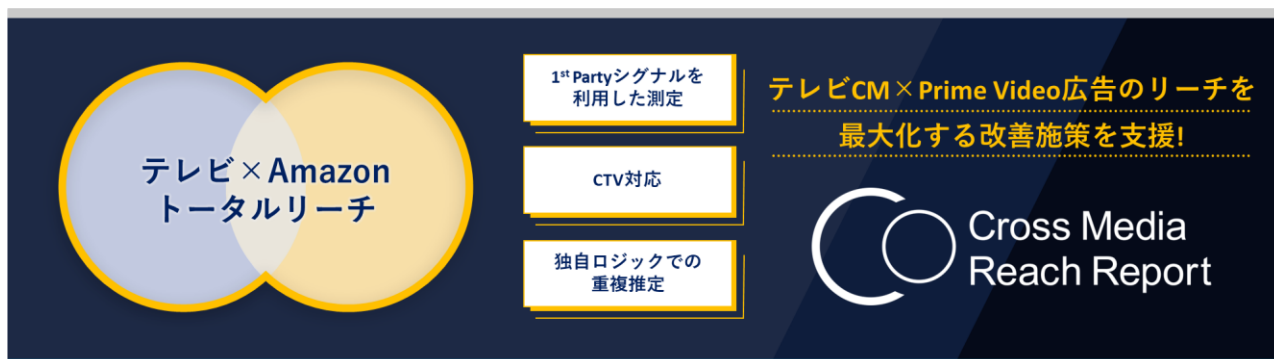 テレビ×Amazon
トータルリーチ
1st Partyシグナルを
利用した測定
CTV対応
独自ロジックでの
重複推定
テレビCM×Prime Video広告のリーチを
最大化する改善施策を支援!
Cross Media
Reach Report